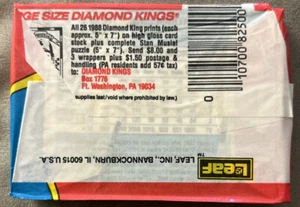 GE SIZE DIAMOND KINGS®
All 26 1988 Diamond King prints (each
approx. 5" x 7") on high gloss card
stock plus complete Stan Musial
puzzle (5" x 7"). Send $8.00 and
3 wrappers plus $1.50 postage &
handling (PA residents add 57¢ tax)
to: DIAMOND KINGS
Box 1776
Ft. Washington, PA 19034
supplies last/void where prohibited by law.
0 10700 82500
Leaf
TM
LEAF, INC., BANNOCKBURN, IL 60015 U.S.A.